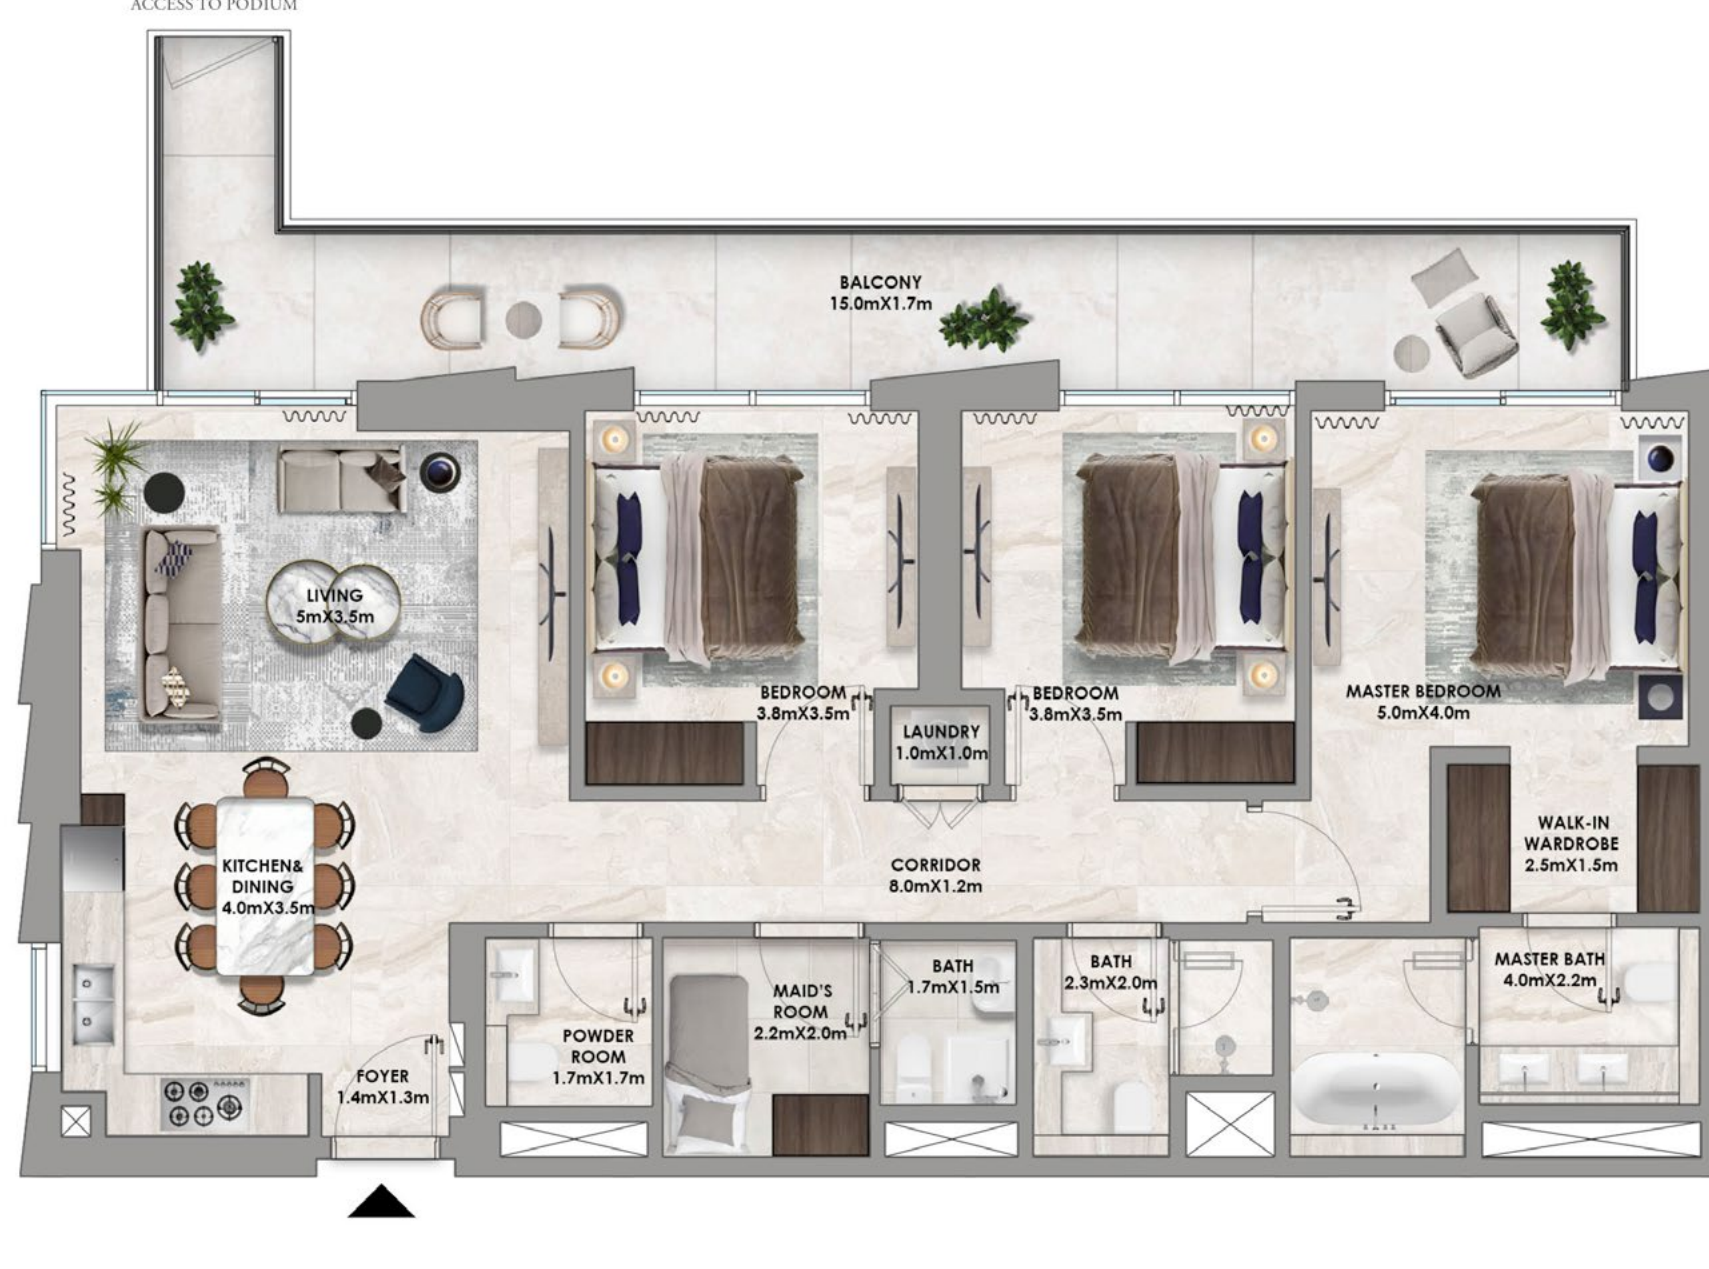 ACCESS TO PODIUM
BALCONY
15.0mX1.7m
LIVING
5mX3.5m
BEDROOM
3.8mX3.5m
BEDROOM
3.8mX3.5m
MASTER BEDROOM
5.0mX4.0m
LAUNDRY
1.0mX1.0m
WALK-IN
WARDROBE
2.5mX1.5m
KITCHEN&
DINING
4.0mX3.5m
CORRIDOR
8.0mX1.2m
FOYER
1.4mX1.3m
POWDER
ROOM
1.7mX1.7m
MAID'S
ROOM
2.2mX2.0m
BATH
1.7mX1.5m
BATH
2.3mX2.0m
MASTER BATH
4.0mX2.2m